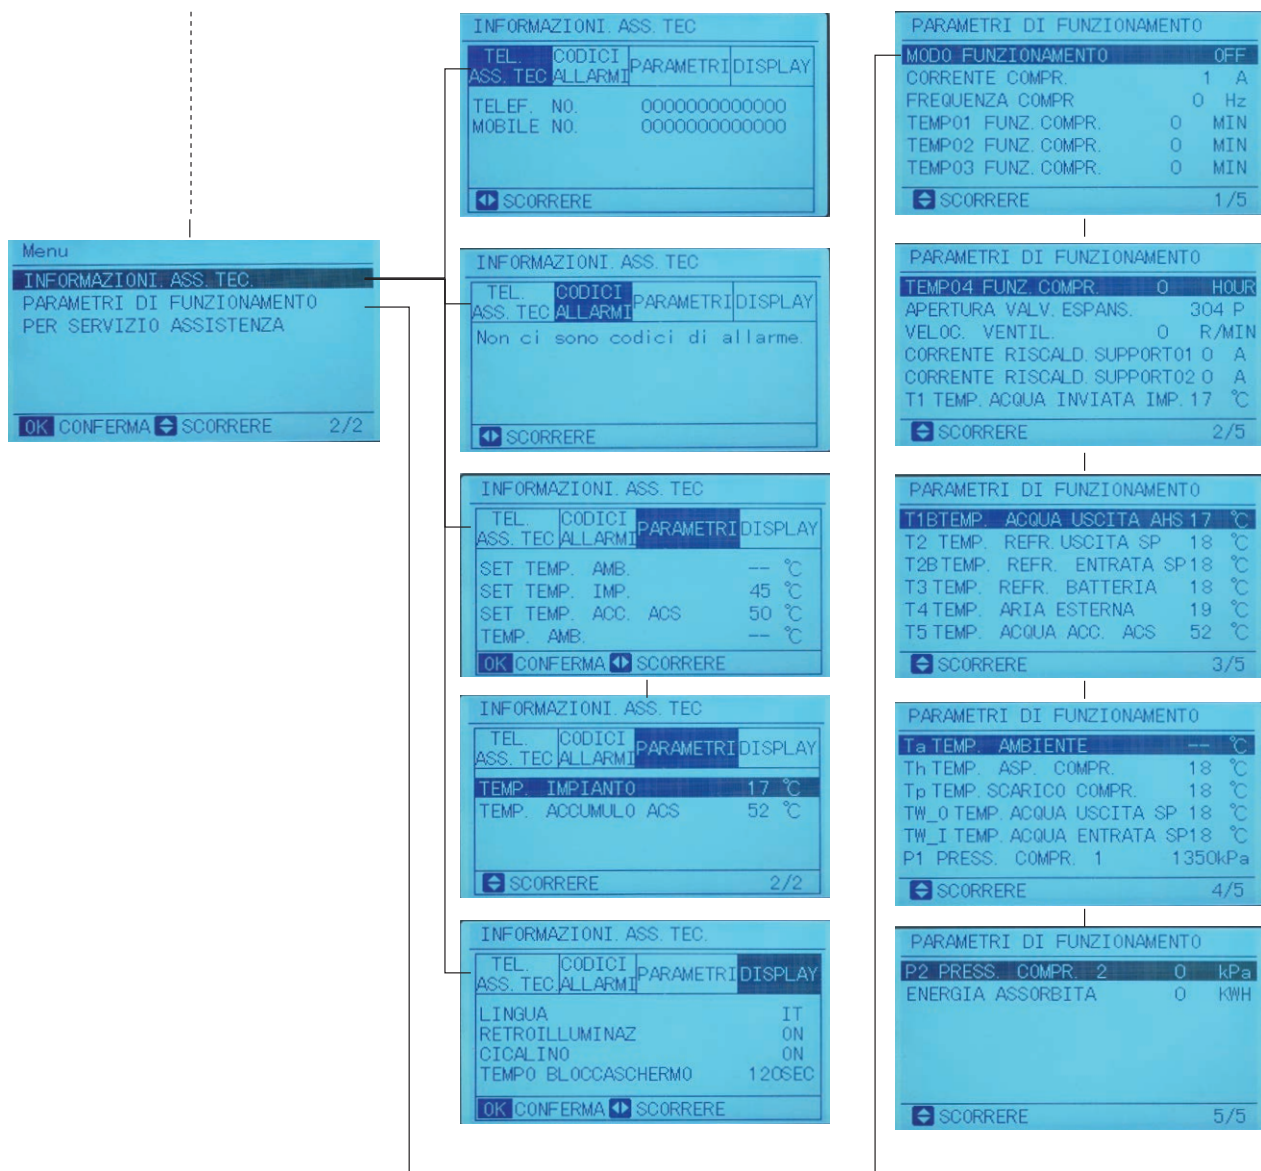 Menu
INFORMAZIONI. ASS. TEC.
PARAMETRI DI FUNZIONAMENTO
PER SERVIZIO ASSISTENZA
OK CONFERMA SCORRERE 2/2
INFORMAZIONI. ASS. TEC
TEL. ASS. TEC CODICI ALLARMI PARAMETRI DISPLAY
TELEF. NO. 0000000000000
MOBILE NO. 0000000000000
SCORRERE
INFORMAZIONI. ASS. TEC
TEL. ASS. TEC CODICI ALLARMI PARAMETRI DISPLAY
Non ci sono codici di allarme.
SCORRERE
INFORMAZIONI. ASS. TEC
TEL. ASS. TEC CODICI ALLARMI PARAMETRI DISPLAY
SET TEMP. AMB. -- ℃
SET TEMP. IMP. 45 ℃
SET TEMP. ACC. ACS 50 ℃
TEMP. AMB. -- ℃
OK CONFERMA SCORRERE
INFORMAZIONI. ASS. TEC
TEL. ASS. TEC CODICI ALLARMI PARAMETRI DISPLAY
TEMP. IMPIANTO 17 ℃
TEMP. ACCUMULO ACS 52 ℃
SCORRERE 2/2
INFORMAZIONI. ASS. TEC.
TEL. ASS. TEC CODICI ALLARMI PARAMETRI DISPLAY
LINGUA IT
RETROILLUMINAZ ON
CICALINO ON
TEMPO BLOCCASCHERMO 120SEC
OK CONFERMA SCORRERE
PARAMETRI DI FUNZIONAMENTO
MODO FUNZIONAMENTO OFF
CORRENTE COMPR. 1 A
FREQUENZA COMPR 0 Hz
TEMP01 FUNZ. COMPR. 0 MIN
TEMP02 FUNZ. COMPR. 0 MIN
TEMP03 FUNZ. COMPR. 0 MIN
SCORRERE 1/5
PARAMETRI DI FUNZIONAMENTO
TEMP04 FUNZ. COMPR. 0 HOUR
APERTURA VALV. ESPANS. 304 P
VELOC. VENTIL. 0 R/MIN
CORRENTE RISCALD. SUPPORT01 0 A
CORRENTE RISCALD. SUPPORT02 0 A
T1 TEMP. ACQUA INVIATA IMP. 17 ℃
SCORRERE 2/5
PARAMETRI DI FUNZIONAMENTO
T1BTEMP. ACQUA USCITA AHS 17 ℃
T2 TEMP. REFR. USCITA SP 18 ℃
T2BTEMP. REFR. ENTRATA SP18 ℃
T3 TEMP. REFR. BATTERIA 18 ℃
T4 TEMP. ARIA ESTERNA 19 ℃
T5 TEMP. ACQUA ACC. ACS 52 ℃
SCORRERE 3/5
PARAMETRI DI FUNZIONAMENTO
Ta TEMP. AMBIENTE -- ℃
Th TEMP. ASP. COMPR. 18 ℃
Tp TEMP. SCARICO COMPR. 18 ℃
TW_O TEMP. ACQUA USCITA SP 18 ℃
TW_I TEMP. ACQUA ENTRATA SP18 ℃
P1 PRESS. COMPR. 1 1350kPa
SCORRERE 4/5
PARAMETRI DI FUNZIONAMENTO
P2 PRESS. COMPR. 2 0 kPa
ENERGIA ASSORBITA 0 KWH
SCORRERE 5/5